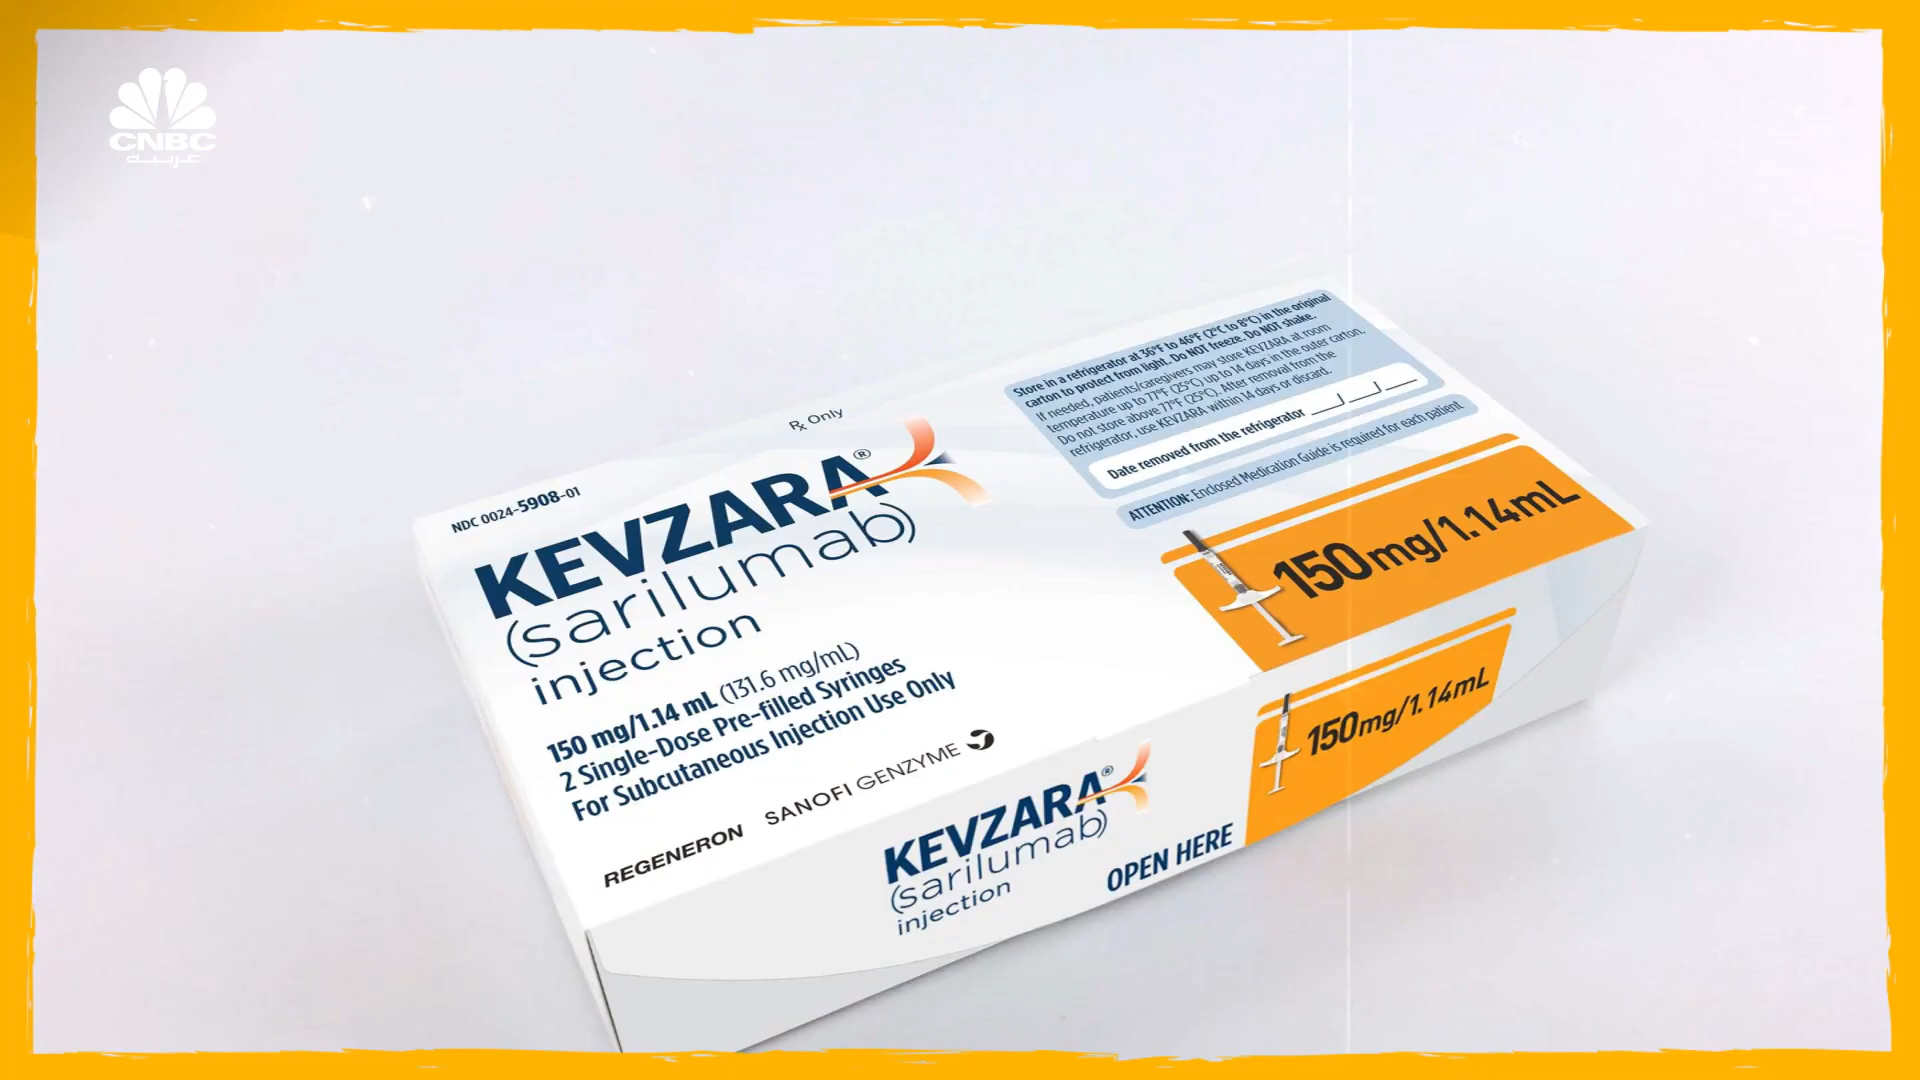 CNBC
عربية
Rx Only
NDC 0024-5908-01
KEVZARA®
(sarilumab)
injection
150 mg/1.14 mL (131.6 mg/mL)
2 Single-Dose Pre-filled Syringes
For Subcutaneous Injection Use Only
REGENERON SANOFI GENZYME
Store in a refrigerator at 36°F to 46°F (2°C to 8°C) in the original
carton to protect from light. Do NOT freeze. Do NOT shake.
If needed, patients/caregivers may store KEVZARA at room
temperature up to 77°F (25°C) up to 14 days in the outer carton.
Do not store above 77°F (25°C). After removal from the
refrigerator, use KEVZARA within 14 days or discard.
Date removed from the refrigerator ___/___/___
ATTENTION: Enclosed Medication Guide is required for each patient
150mg/1.14mL
KEVZARA®
(sarilumab)
injection
OPEN HERE
150mg/1.14mL